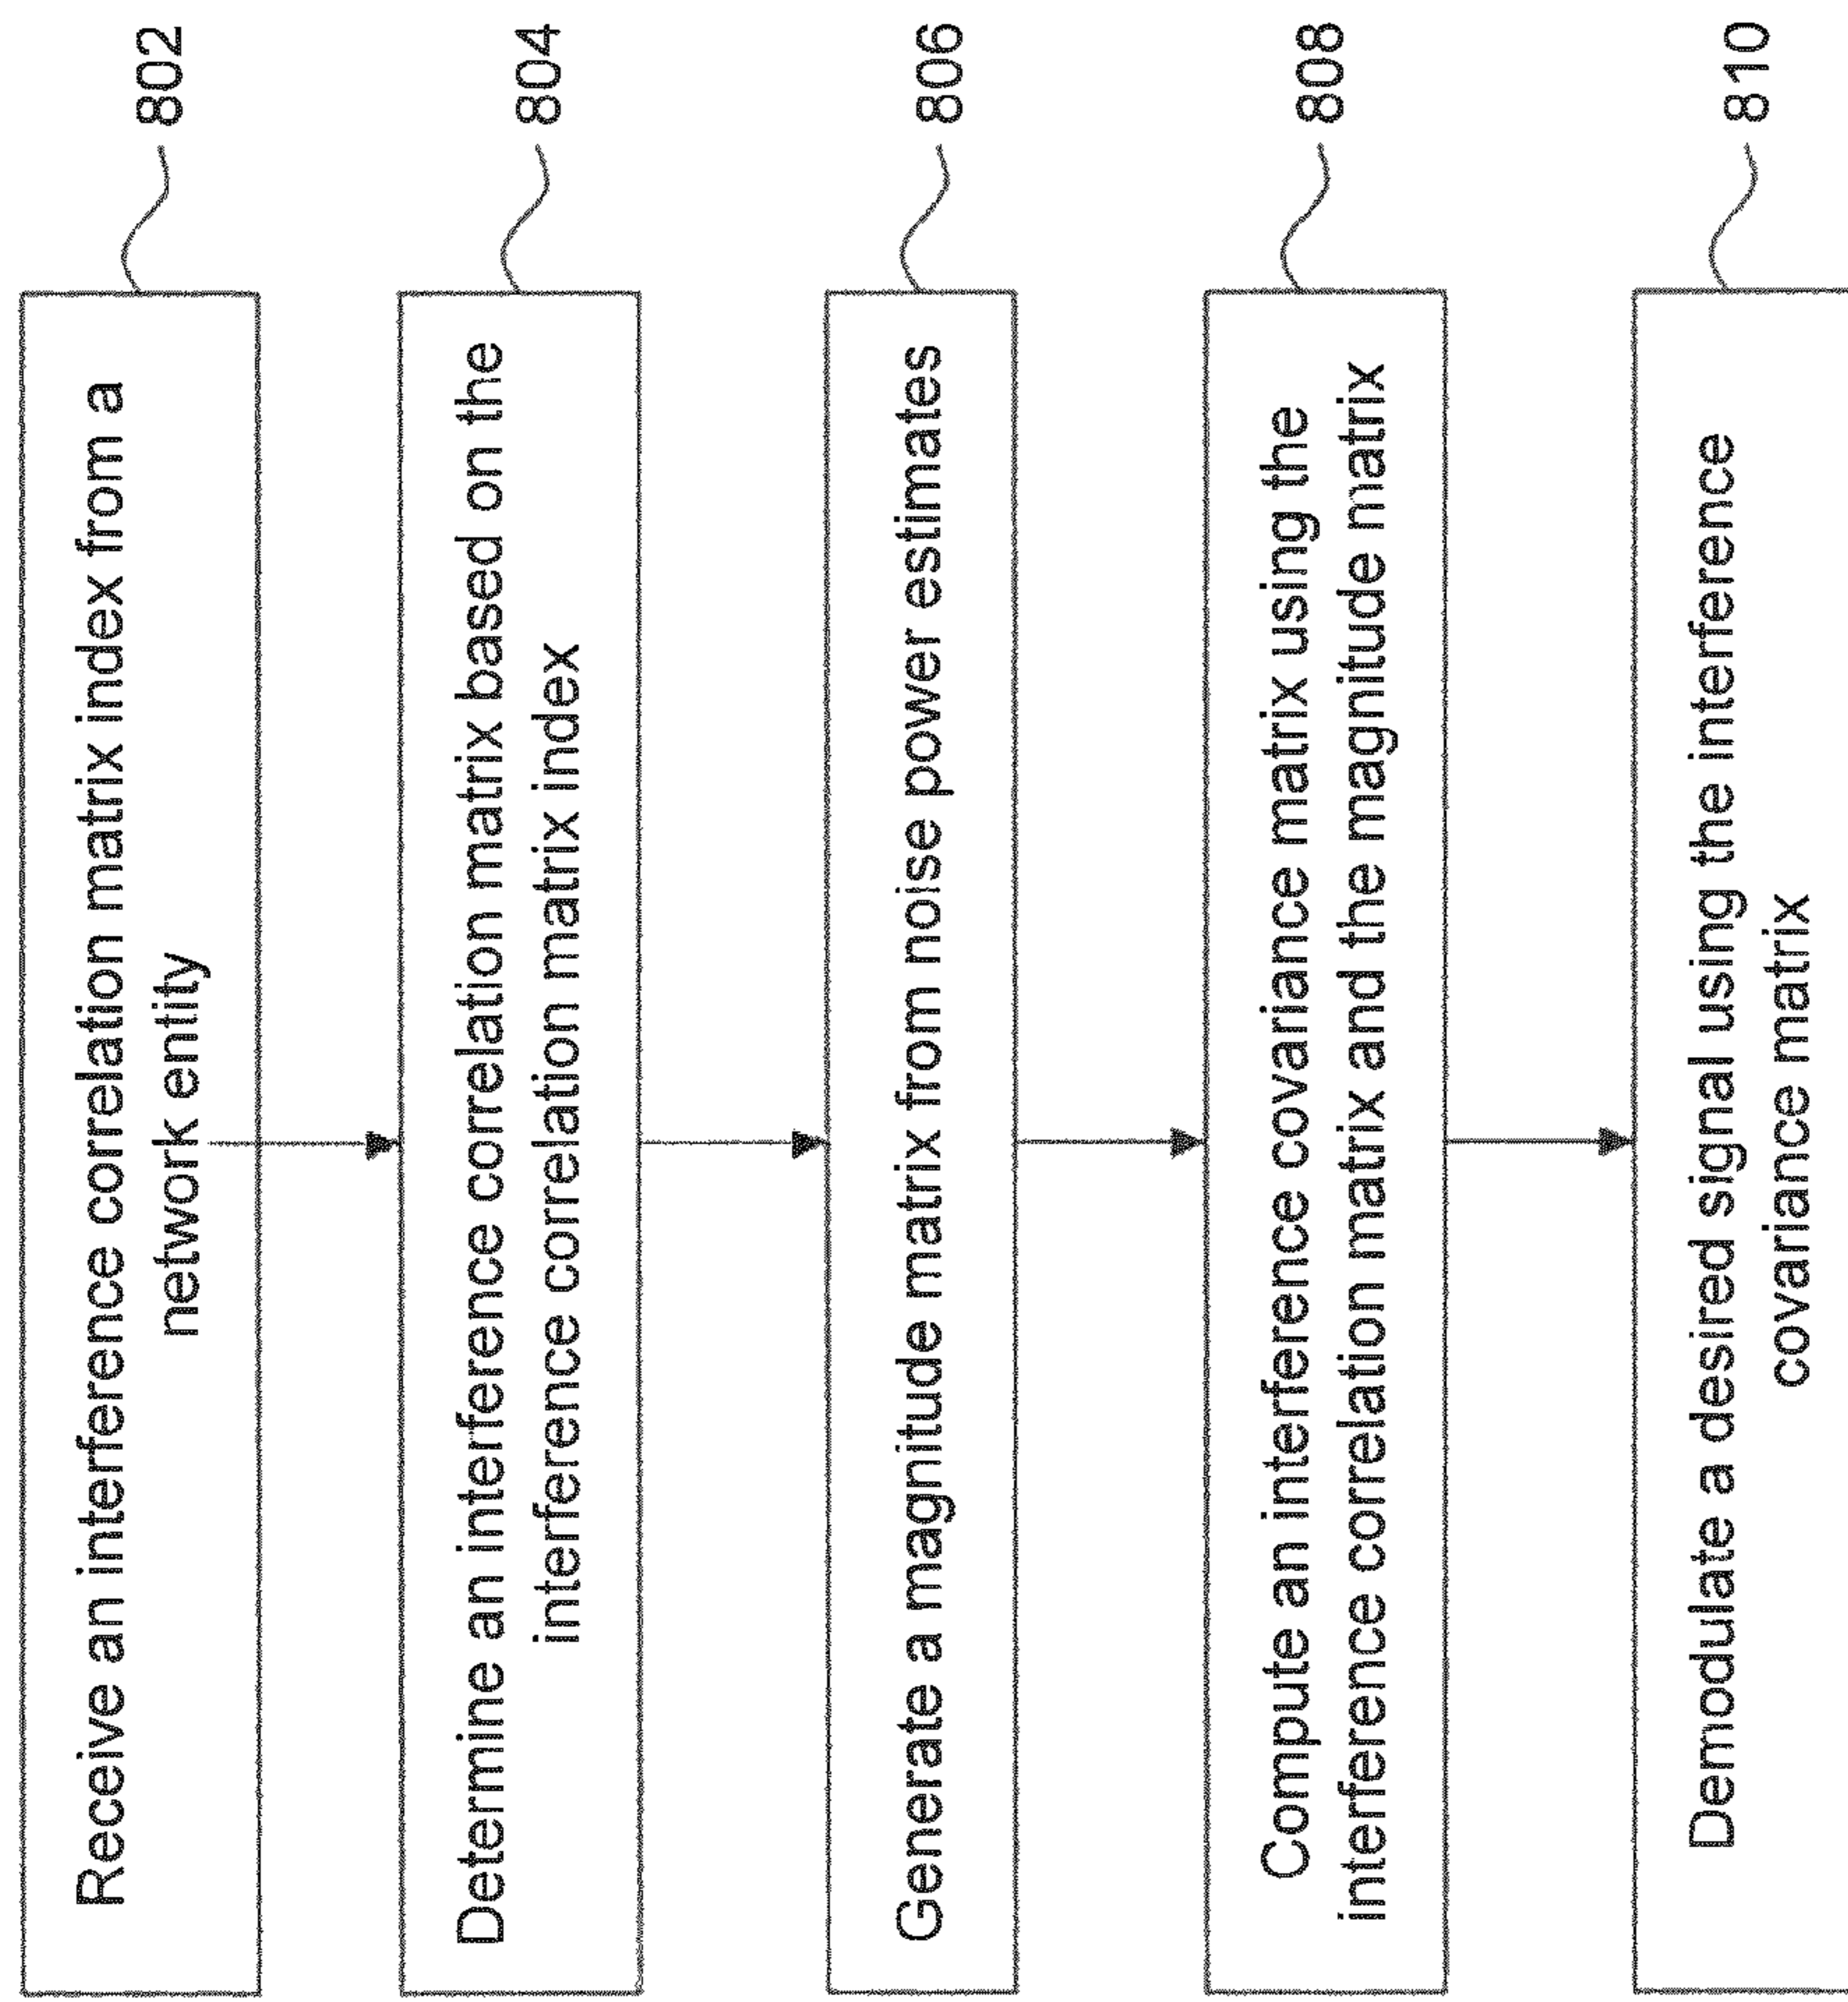 Receive an interference correlation matrix index from a
network entity
802
Determine an interference correlation matrix based on the
interference correlation matrix index
804
Generate a magnitude matrix from noise power estimates
806
Compute an interference covariance matrix using the
interference correlation matrix and the magnitude matrix
808
Demodulate a desired signal using the interference
covariance matrix
810